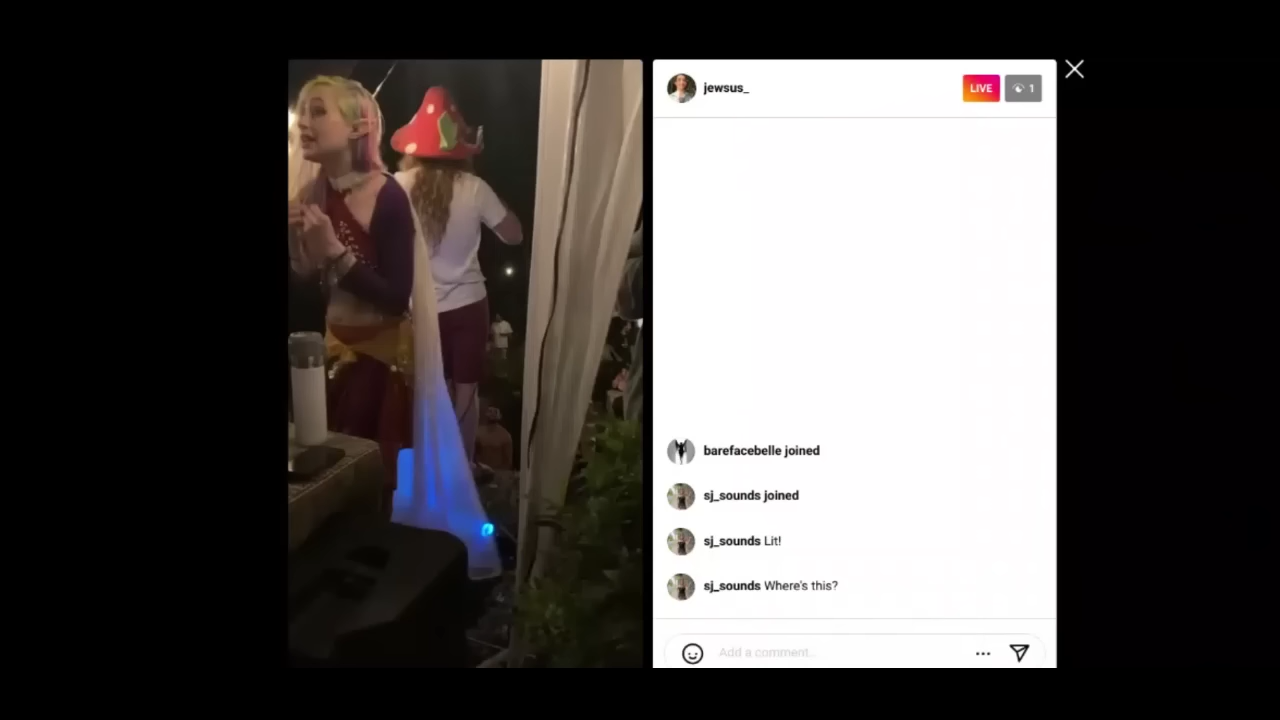 jewsus_
LIVE
1
barefacebelle joined
sj_sounds joined
sj_sounds Lit!
sj_sounds Where's this?
Add a comment...